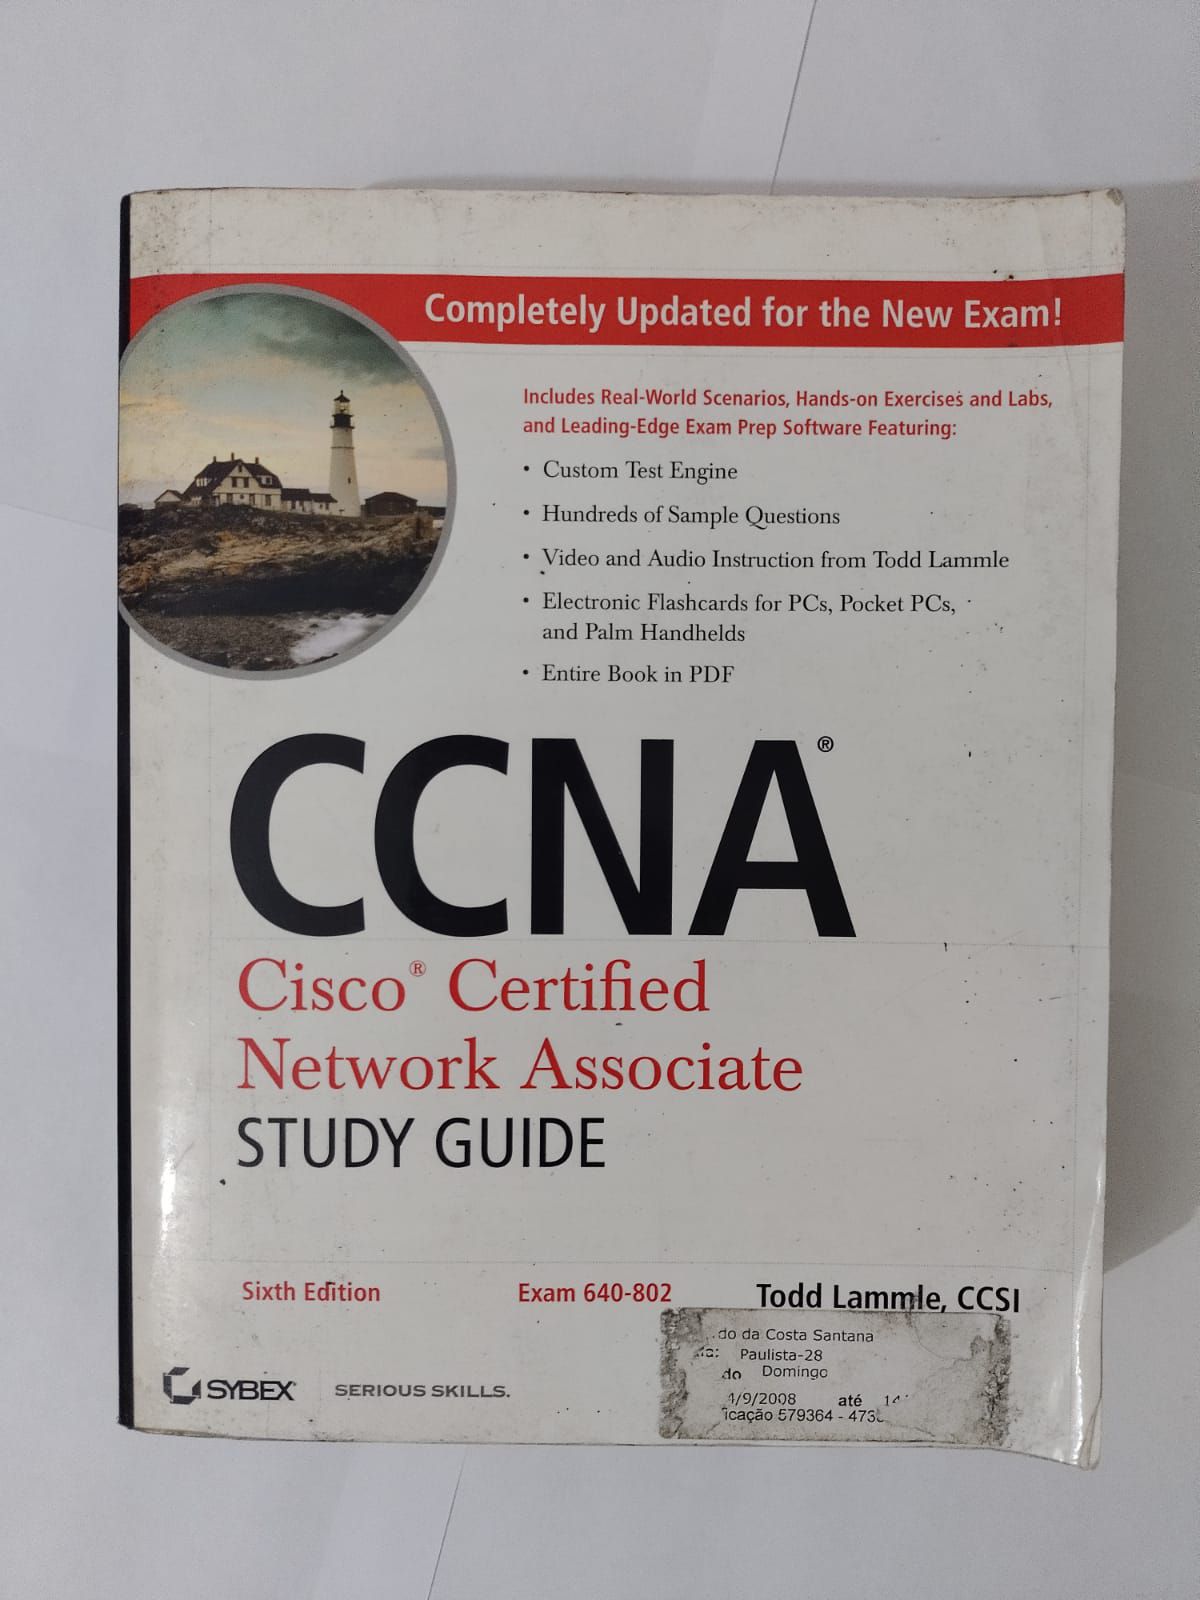 Completely Updated for the New Exam!
Includes Real-World Scenarios, Hands-on Exercises and Labs,
and Leading-Edge Exam Prep Software Featuring:
• Custom Test Engine
• Hundreds of Sample Questions
• Video and Audio Instruction from Todd Lammle
• Electronic Flashcards for PCs, Pocket PCs,
and Palm Handhelds
• Entire Book in PDF
CCNA®
Cisco® Certified
Network Associate
STUDY GUIDE
Sixth Edition
Exam 640-802
Todd Lammle, CCSI
do da Costa Santana
Paulista-28
do Domingo
/9/2008 até
icação 579364
SYBEX
SERIOUS SKILLS.